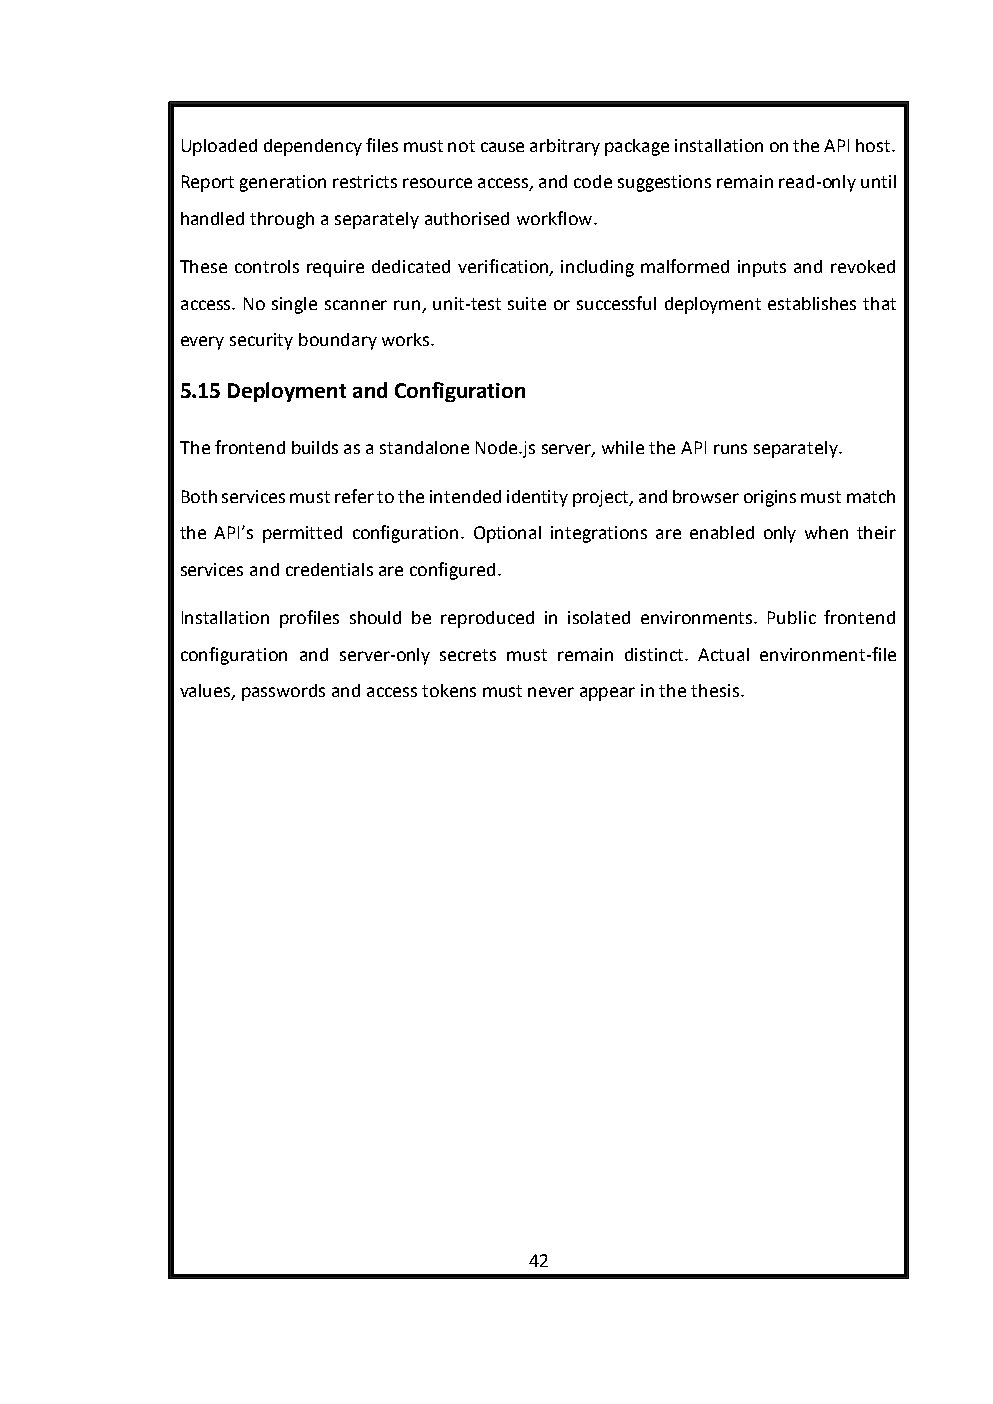 Uploaded dependency files must not cause arbitrary package installation on the API host.
Report generation restricts resource access, and code suggestions remain read-only until
handled through a separately authorised workflow.
These controls require dedicated verification, including malformed inputs and revoked
access. No single scanner run, unit-test suite or successful deployment establishes that
every security boundary works.
5.15 Deployment and Configuration
The frontend builds as a standalone Node.js server, while the API runs separately.
Both services must refer to the intended identity project, and browser origins must match
the API’s permitted configuration. Optional integrations are enabled only when their
services and credentials are configured.
Installation profiles should be reproduced in isolated environments. Public frontend
configuration and server-only secrets must remain distinct. Actual environment-file
values, passwords and access tokens must never appear in the thesis.
42